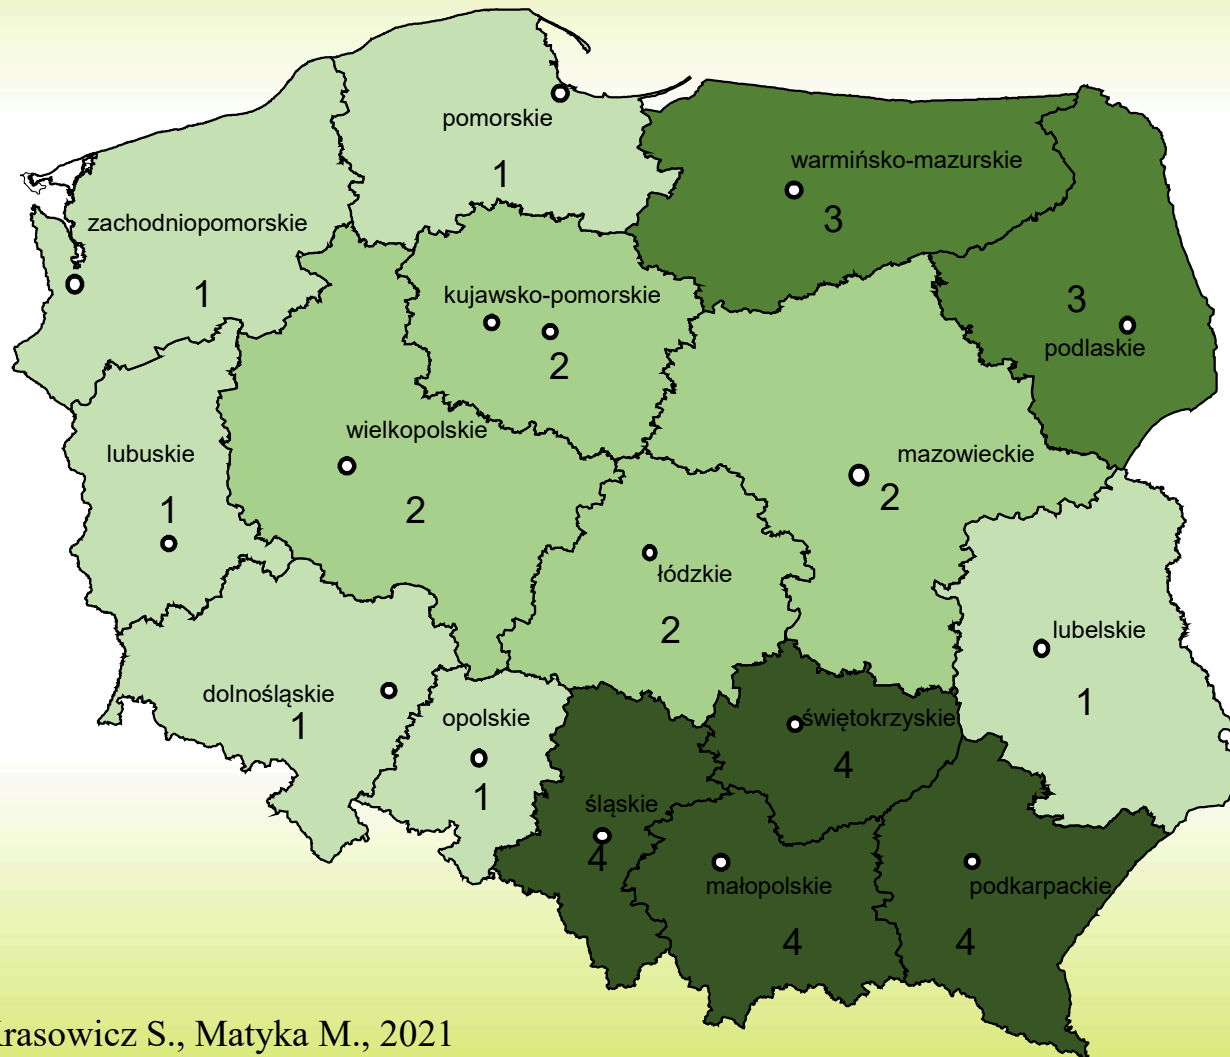 pomorskie
1
warmińsko-mazurskie
3
zachodniopomorskie
1
kujawsko-pomorskie
2
3
podlaskie
wielkopolskie
2
lubuskie
1
mazowieckie
2
łódzkie
2
lubelskie
1
dolnośląskie
1
opolskie
1
świętokrzyskie
4
śląskie
4
małopolskie
4
podkarpackie
4
rasowicz S., Matyka M., 2021